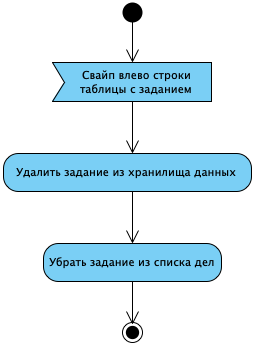 Свайп влево строки
таблицы с заданием
Удалить задание из хранилища данных
Убрать задание из списка дел